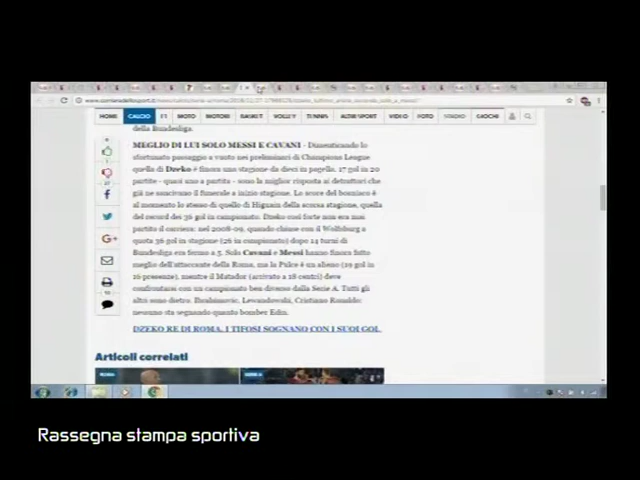 www.corrieredellosport.it
HOME CALCIO F1 MOTO MOTORI BASKET VOLLEY TENNIS ALTRI SPORT VIDEO FOTO STADIO GIOCHI
della Bundesliga.
MEGLIO DI LUI SOLO MESSI E CAVANI - Dimenticando lo
sfortunato passaggio a vuoto nei preliminari di Champions League
quella di Dzeko è finora una stagione da dieci in pagella. 17 gol in 20
partite - quasi uno a partita - sono la miglior risposta ai detrattori che
già ne suonavano il funerale a inizio stagione. Lo score del bosniaco è
al momento lo stesso di quello di Higuain della scorsa stagione, quella
del record dei 36 gol in campionato. Dzeko così forte non era mai
partito il carriera: nel 2008-09, quando chiuse con il Wolfsburg a
quota 36 gol in stagione (26 in campionato) dopo 14 turni di
Bundesliga era fermo a 5. Solo Cavani e Messi hanno finora fatto
meglio dell'attaccante della Roma, ma la Pulce è un alieno (19 gol in
16 presenze), mentre il Matador (arrivato a 18 centri) deve
confrontarsi con un campionato ben diverso dalla Serie A. Tutti gli
altri sono dietro. Ibrahimovic, Lewandowski, Cristiano Ronaldo:
nessuno sta segnando quanto bomber Edin.
DZEKO RE DI ROMA, I TIFOSI SOGNANO CON I SUOI GOL
Articoli correlati
ROMA
SERIE A
Rassegna stampa sportiva